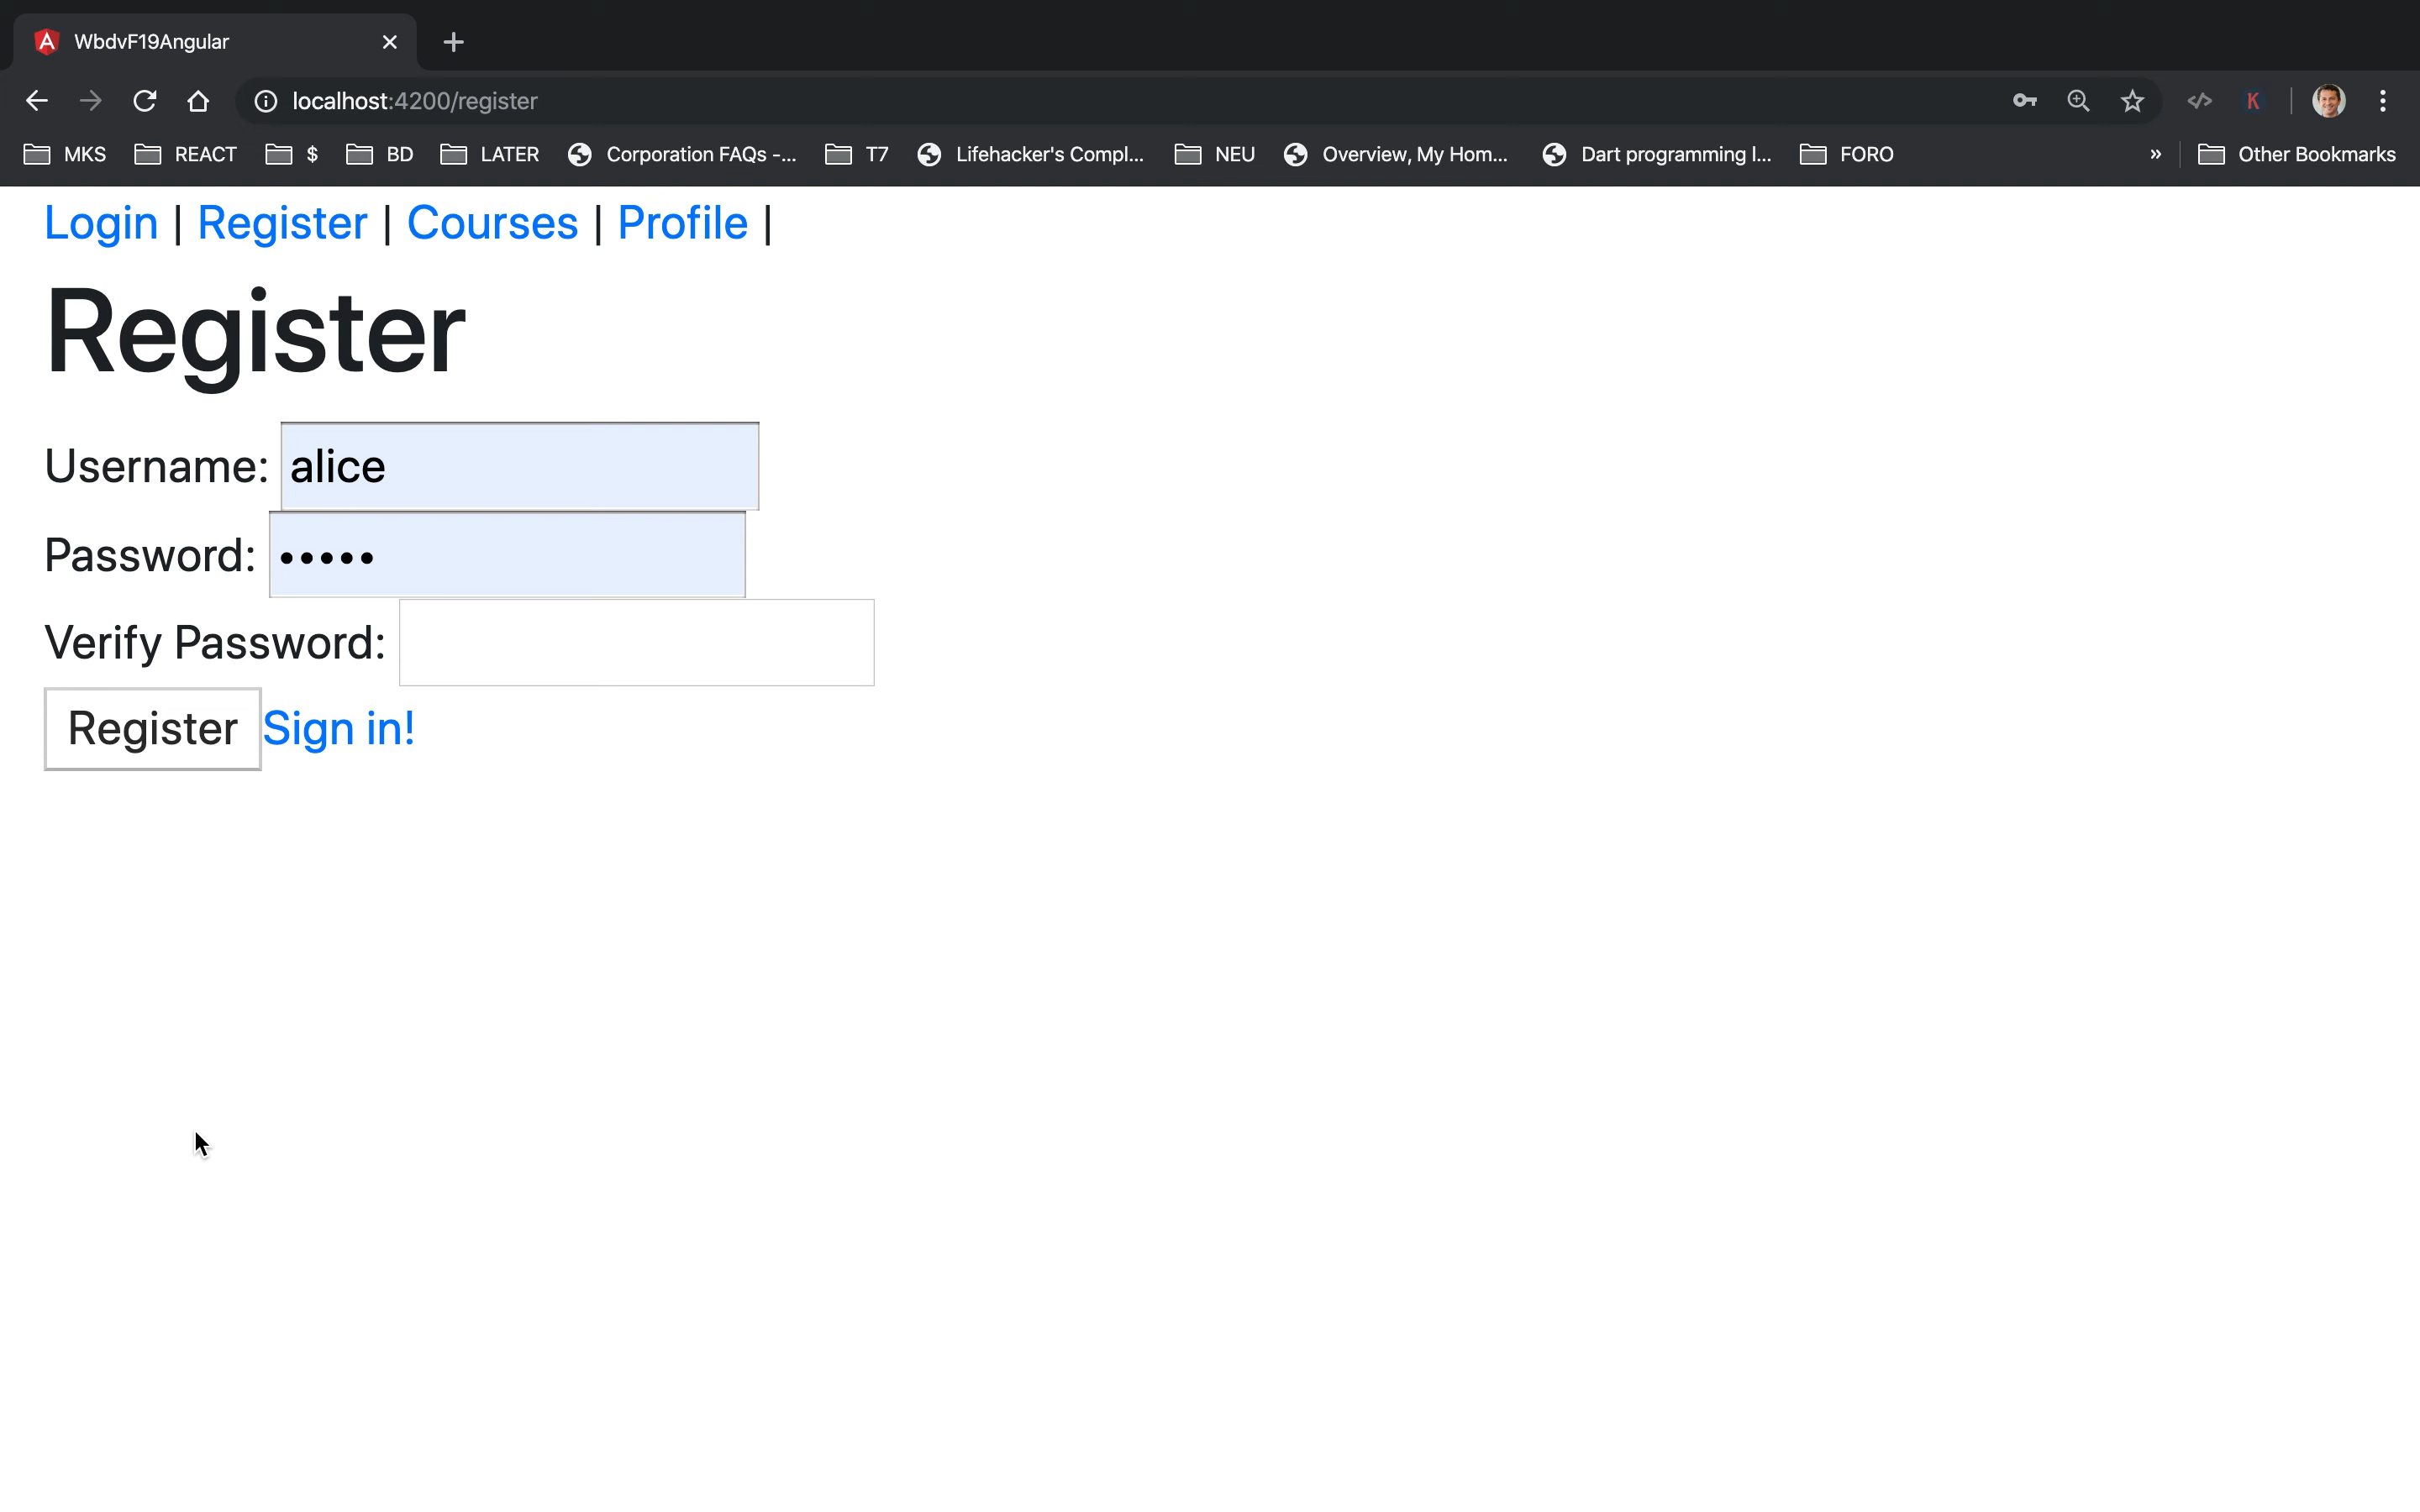 WbdvF19Angular
localhost:4200/register
MKS REACT $ BD LATER Corporation FAQs -... T7 Lifehacker's Compl... NEU Overview, My Hom... Dart programming l... FORO » Other Bookmarks
Login | Register | Courses | Profile |
Register
Username: alice
Password: •••••
Verify Password:
Register Sign in!